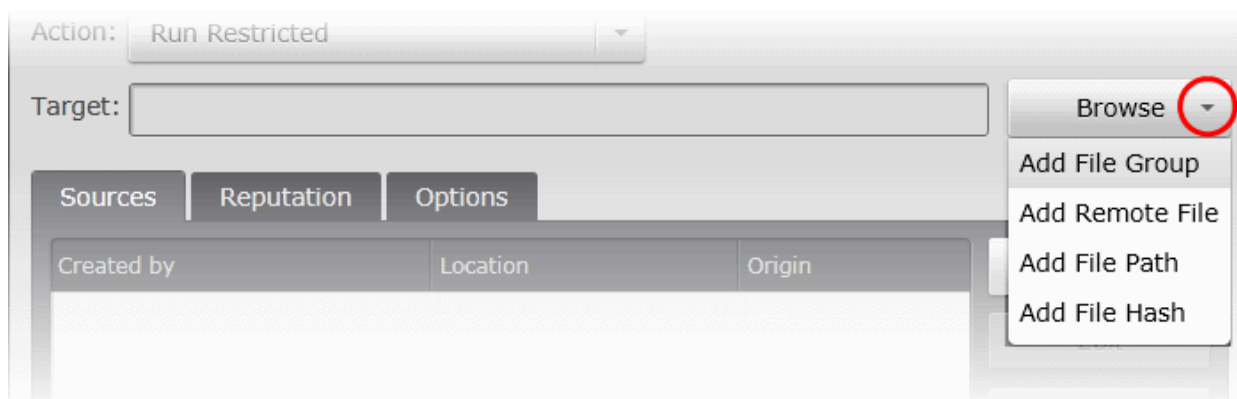 Action: Run Restricted
Target: Browse
Add File Group
Sources Reputation Options
Add Remote File
Created by Location Origin
Add File Path
Add File Hash